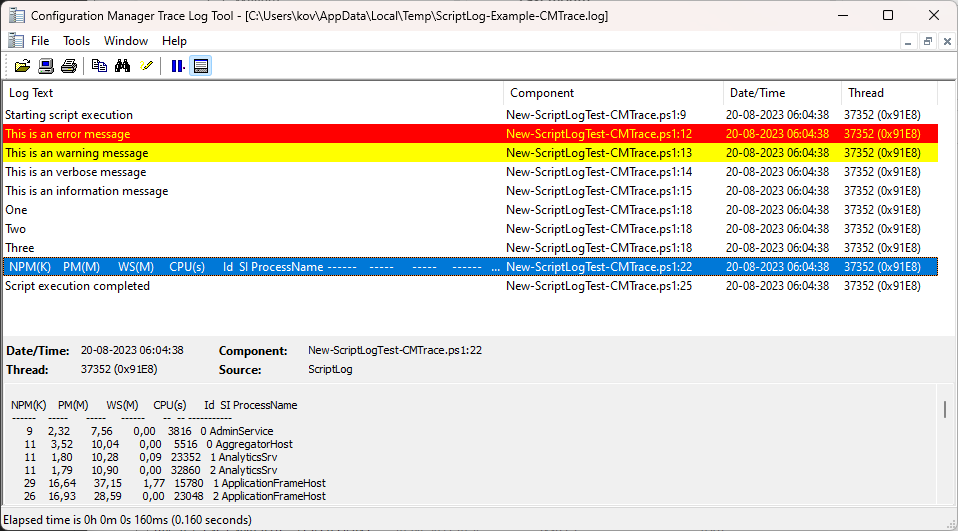 Configuration Manager Trace Log Tool - [C:\Users\kov\AppData\Local\Temp\ScriptLog-Example-CMTrace.log]
File Tools Window Help
Log Text Component Date/Time Thread
Starting script execution New-ScriptLogTest-CMTrace.ps1:9 20-08-2023 06:04:38 37352 (0x91E8)
This is an error message New-ScriptLogTest-CMTrace.ps1:12 20-08-2023 06:04:38 37352 (0x91E8)
This is an warning message New-ScriptLogTest-CMTrace.ps1:13 20-08-2023 06:04:38 37352 (0x91E8)
This is an verbose message New-ScriptLogTest-CMTrace.ps1:14 20-08-2023 06:04:38 37352 (0x91E8)
This is an information message New-ScriptLogTest-CMTrace.ps1:15 20-08-2023 06:04:38 37352 (0x91E8)
One New-ScriptLogTest-CMTrace.ps1:18 20-08-2023 06:04:38 37352 (0x91E8)
Two New-ScriptLogTest-CMTrace.ps1:18 20-08-2023 06:04:38 37352 (0x91E8)
Three New-ScriptLogTest-CMTrace.ps1:18 20-08-2023 06:04:38 37352 (0x91E8)
NPM(K) PM(M) WS(M) CPU(s) Id SI ProcessName ------ ----- ----- ------ ... New-ScriptLogTest-CMTrace.ps1:22 20-08-2023 06:04:38 37352 (0x91E8)
Script execution completed New-ScriptLogTest-CMTrace.ps1:25 20-08-2023 06:04:38 37352 (0x91E8)
Date/Time: 20-08-2023 06:04:38 Component: New-ScriptLogTest-CMTrace.ps1:22
Thread: 37352 (0x91E8) Source: ScriptLog
NPM(K) PM(M) WS(M) CPU(s) Id SI ProcessName
------ ----- ----- ------ -- -- -----------
9 2,32 7,56 0,00 3816 0 AdminService
11 3,52 10,04 0,00 5516 0 AggregatorHost
11 1,80 10,28 0,09 23352 1 AnalyticsSrv
11 1,79 10,90 0,00 32860 2 AnalyticsSrv
29 16,64 37,15 1,77 15780 1 ApplicationFrameHost
26 16,93 28,59 0,00 23048 2 ApplicationFrameHost
Elapsed time is 0h 0m 0s 160ms (0.160 seconds)